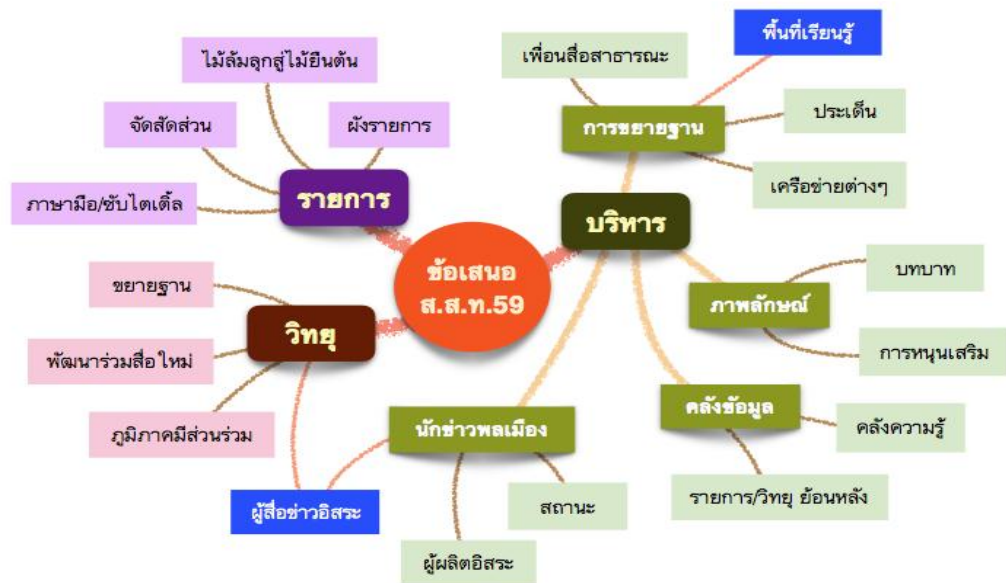 พื้นที่เรียนรู้
ไม้ล้มลุกสู่ไม้ยืนต้น
เพื่อนสื่อสาธารณะ
ประเด็น
จัดสัดส่วน
ผังรายการ
การขยายฐาน
เครือข่ายต่างๆ
ภาษามือ/ซับไตเติ้ล
รายการ
บริหาร
ข้อเสนอ
ส.ส.ท.59
บทบาท
ขยายฐาน
ภาพลักษณ์
วิทยุ
พัฒนาร่วมสื่อใหม่
การหนุนเสริม
คลังข้อมูล
ภูมิภาคมีส่วนร่วม
นักข่าวพลเมือง
คลังความรู้
รายการ/วิทยุ ย้อนหลัง
ผู้สื่อข่าวอิสระ
สถานะ
ผู้ผลิตอิสระ